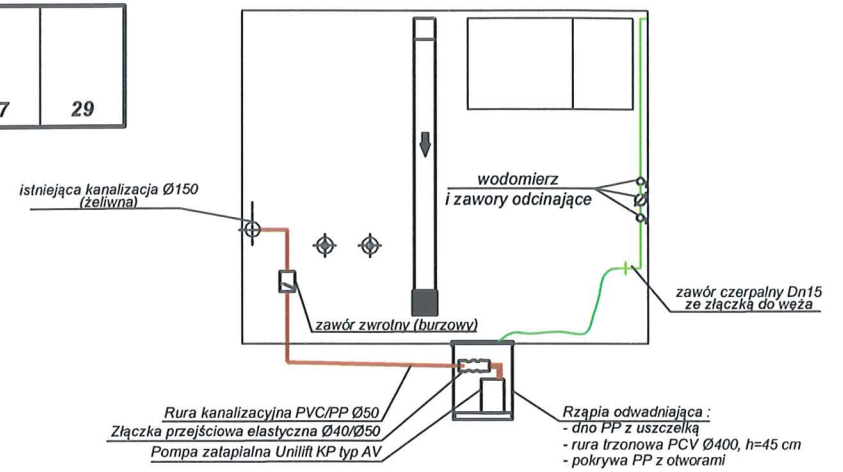 7
29
istniejąca kanalizacja Ø150
(żeliwna)
wodomierz
i zawory odcinające
zawór czerpalny Dn15
ze złączką do węża
zawór zwrotny (burzowy)
Rura kanalizacyjna PVC/PP Ø50
Złączka przejściowa elastyczna Ø40/Ø50
Pompa zatapialna Unilift KP typ AV
Rząpia odwadniająca :
- dno PP z uszczelką
- rura trzonowa PCV Ø400, h=45 cm
- pokrywa PP z otworami